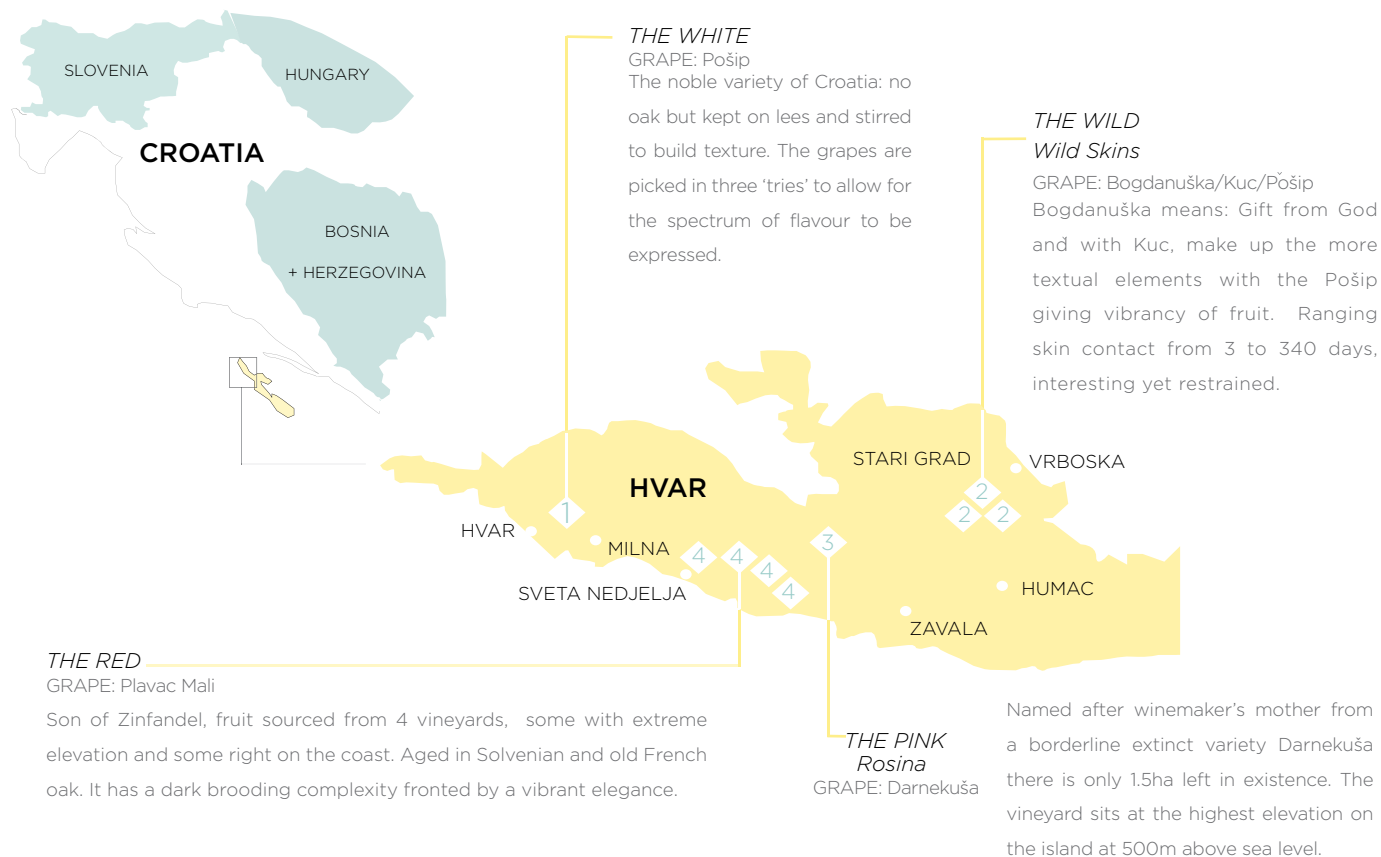 SLOVENIA
HUNGARY
CROATIA
BOSNIA
+ HERZEGOVINA
THE WHITE
GRAPE: Pošip
The noble variety of Croatia: no
oak but kept on lees and stirred
to build texture. The grapes are
picked in three ‘tries’ to allow for
the spectrum of flavour to be
expressed.
THE WILD
Wild Skins
GRAPE: Bogdanuška/Kuc/Pošip
Bogdanuška means: Gift from God
and with Kuc, make up the more
textual elements with the Pošip
giving vibrancy of fruit. Ranging
skin contact from 3 to 340 days,
interesting yet restrained.
HVAR
STARI GRAD
VRBOSKA
2
2 2
1
HVAR
MILNA
3
4 4
4
4
SVETA NEDJELJA
HUMAC
ZAVALA
THE RED
GRAPE: Plavac Mali
Son of Zinfandel, fruit sourced from 4 vineyards, some with extreme
elevation and some right on the coast. Aged in Solvenian and old French
oak. It has a dark brooding complexity fronted by a vibrant elegance.
THE PINK
Rosina
GRAPE: Darnekuša
Named after winemaker’s mother from
a borderline extinct variety Darnekuša
there is only 1.5ha left in existence. The
vineyard sits at the highest elevation on
the island at 500m above sea level.